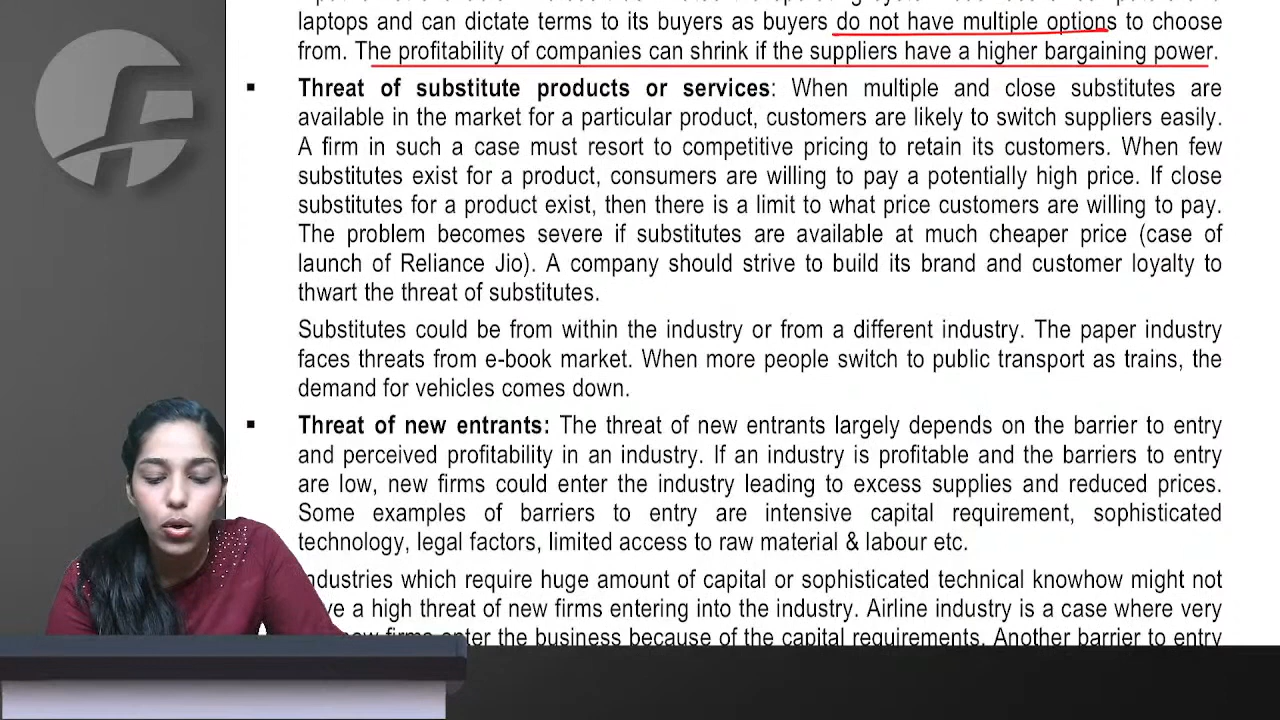 laptops and can dictate terms to its buyers as buyers do not have multiple options to choose
from. The profitability of companies can shrink if the suppliers have a higher bargaining power.
▪ Threat of substitute products or services: When multiple and close substitutes are
available in the market for a particular product, customers are likely to switch suppliers easily.
A firm in such a case must resort to competitive pricing to retain its customers. When few
substitutes exist for a product, consumers are willing to pay a potentially high price. If close
substitutes for a product exist, then there is a limit to what price customers are willing to pay.
The problem becomes severe if substitutes are available at much cheaper price (case of
launch of Reliance Jio). A company should strive to build its brand and customer loyalty to
thwart the threat of substitutes.
Substitutes could be from within the industry or from a different industry. The paper industry
faces threats from e-book market. When more people switch to public transport as trains, the
demand for vehicles comes down.
▪ Threat of new entrants: The threat of new entrants largely depends on the barrier to entry
and perceived profitability in an industry. If an industry is profitable and the barriers to entry
are low, new firms could enter the industry leading to excess supplies and reduced prices.
Some examples of barriers to entry are intensive capital requirement, sophisticated
technology, legal factors, limited access to raw material & labour etc.
ndustries which require huge amount of capital or sophisticated technical knowhow might not
a high threat of new firms entering into the industry. Airline industry is a case where very
firms enter the business because of the capital requirements. Another barrier to entry